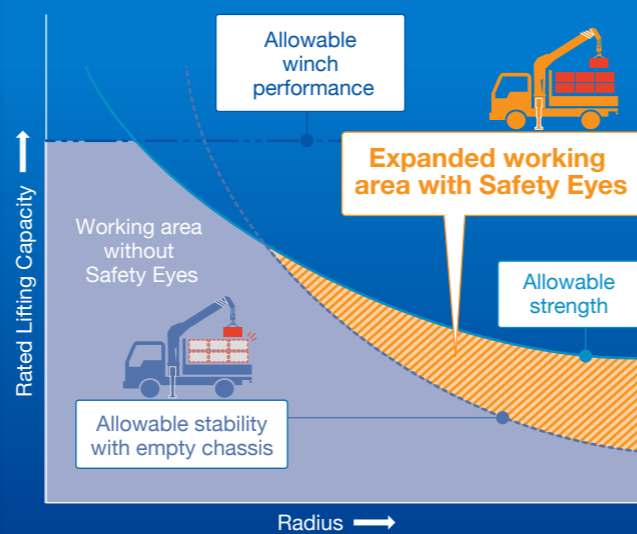 Allowable
winch
performance
Expanded working
area with Safety Eyes
Working area
without
Safety Eyes
Allowable
strength
Allowable stability
with empty chassis
Rated Lifting Capacity
Radius